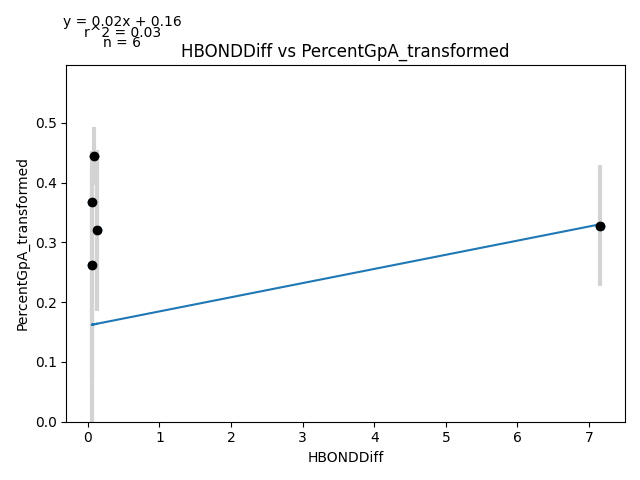 y = 0.02x + 0.16
r^2 = 0.03
n = 6
HBONDDiff vs PercentGpA_transformed
PercentGpA_transformed
0.5
0.4
0.3
0.2
0.1
0.0
0 1 2 3 4 5 6 7
HBONDDiff